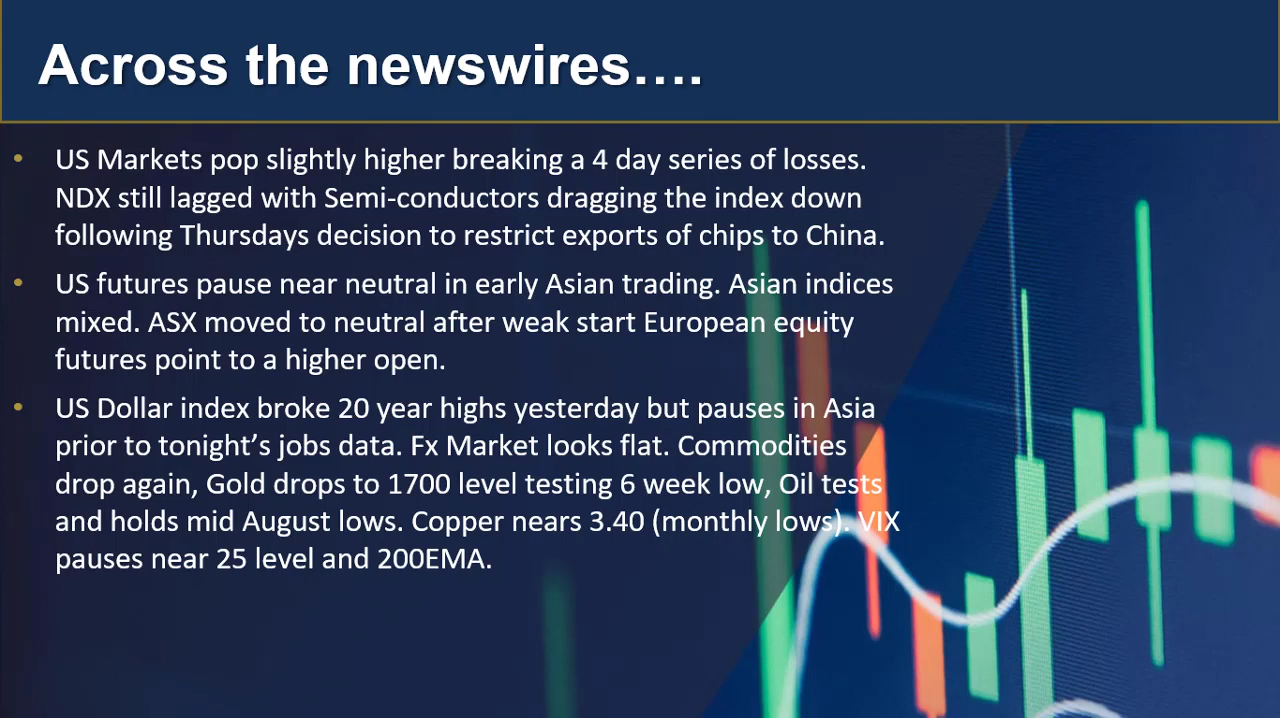 Across the newswires....
• US Markets pop slightly higher breaking a 4 day series of losses.
NDX still lagged with Semi-conductors dragging the index down
following Thursdays decision to restrict exports of chips to China.
• US futures pause near neutral in early Asian trading. Asian indices
mixed. ASX moved to neutral after weak start European equity
futures point to a higher open.
• US Dollar index broke 20 year highs yesterday but pauses in Asia
prior to tonight’s jobs data. Fx Market looks flat. Commodities
drop again, Gold drops to 1700 level testing 6 week low, Oil tests
and holds mid August lows. Copper nears 3.40 (monthly lows). VIX
pauses near 25 level and 200EMA.